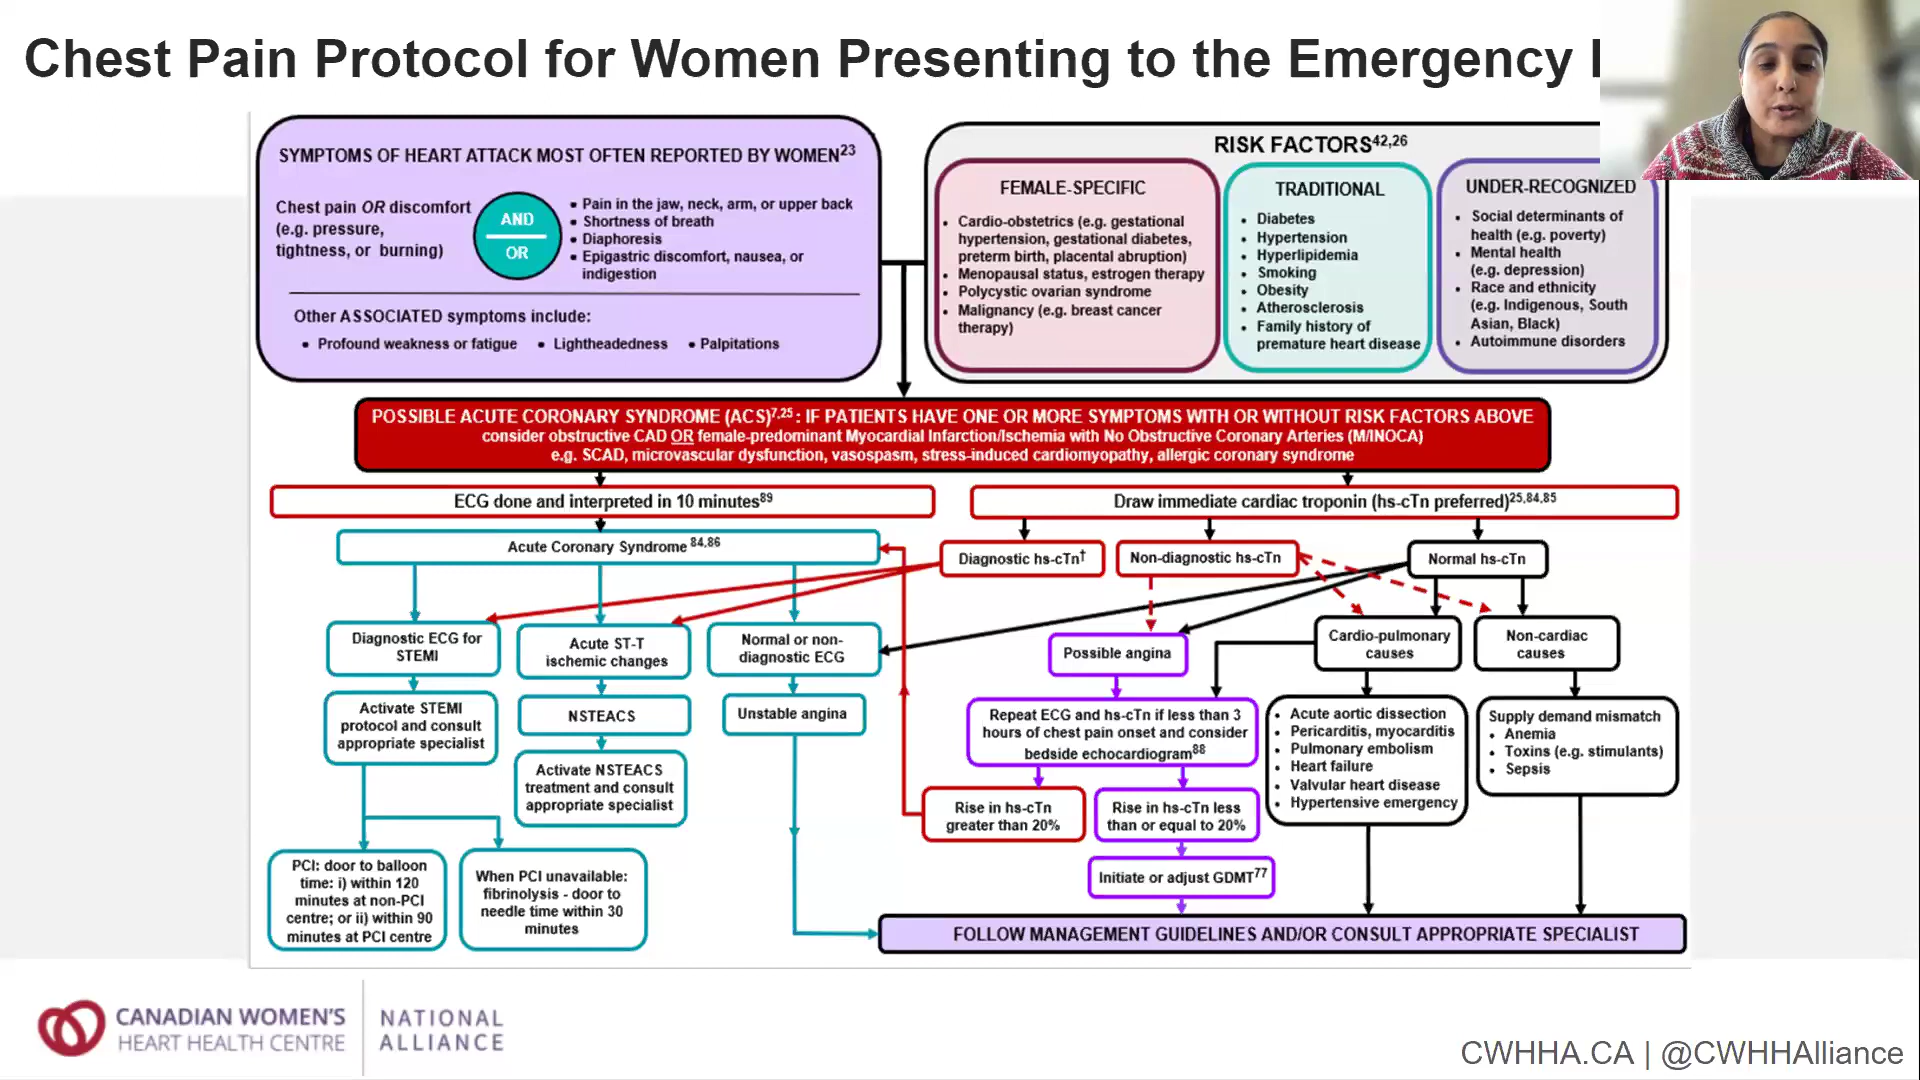 Chest Pain Protocol for Women Presenting to the Emergency
SYMPTOMS OF HEART ATTACK MOST OFTEN REPORTED BY WOMEN23
Chest pain OR discomfort
(e.g. pressure,
tightness, or burning)
AND
OR
• Pain in the jaw, neck, arm, or upper back
• Shortness of breath
• Diaphoresis
• Epigastric discomfort, nausea, or
indigestion
Other ASSOCIATED symptoms include:
• Profound weakness or fatigue • Lightheadedness • Palpitations
RISK FACTORS42,26
FEMALE-SPECIFIC
• Cardio-obstetrics (e.g. gestational
hypertension, gestational diabetes,
preterm birth, placental abruption)
• Menopausal status, estrogen therapy
• Polycystic ovarian syndrome
• Malignancy (e.g. breast cancer
therapy)
TRADITIONAL
• Diabetes
• Hypertension
• Hyperlipidemia
• Smoking
• Obesity
• Atherosclerosis
• Family history of
premature heart disease
UNDER-RECOGNIZED
• Social determinants of
health (e.g. poverty)
• Mental health
(e.g. depression)
• Race and ethnicity
(e.g. Indigenous, South
Asian, Black)
• Autoimmune disorders
POSSIBLE ACUTE CORONARY SYNDROME (ACS)7,25: IF PATIENTS HAVE ONE OR MORE SYMPTOMS WITH OR WITHOUT RISK FACTORS ABOVE
consider obstructive CAD OR female-predominant Myocardial Infarction/Ischemia with No Obstructive Coronary Arteries (M/INOCA)
e.g. SCAD, microvascular dysfunction, vasospasm, stress-induced cardiomyopathy, allergic coronary syndrome
ECG done and interpreted in 10 minutes89
Draw immediate cardiac troponin (hs-cTn preferred)25,84,85
Acute Coronary Syndrome 84,86
Diagnostic hs-cTn†
Non-diagnostic hs-cTn
Normal hs-cTn
Diagnostic ECG for
STEMI
Acute ST-T
ischemic changes
Normal or non-
diagnostic ECG
Possible angina
Cardio-pulmonary
causes
Non-cardiac
causes
Activate STEMI
protocol and consult
appropriate specialist
NSTEACS
Unstable angina
Repeat ECG and hs-cTn if less than 3
hours of chest pain onset and consider
bedside echocardiogram88
• Acute aortic dissection
• Pericarditis, myocarditis
• Pulmonary embolism
• Heart failure
• Valvular heart disease
• Hypertensive emergency
Supply demand mismatch
• Anemia
• Toxins (e.g. stimulants)
• Sepsis
Activate NSTEACS
treatment and consult
appropriate specialist
Rise in hs-cTn
greater than 20%
Rise in hs-cTn less
than or equal to 20%
PCI: door to balloon
time: i) within 120
minutes at non-PCI
centre; or ii) within 90
minutes at PCI centre
When PCI unavailable:
fibrinolysis - door to
needle time within 30
minutes
Initiate or adjust GDMT77
FOLLOW MANAGEMENT GUIDELINES AND/OR CONSULT APPROPRIATE SPECIALIST
CANADIAN WOMEN'S
HEART HEALTH CENTRE
NATIONAL
ALLIANCE
CWHHA.CA | @CWHHAlliance